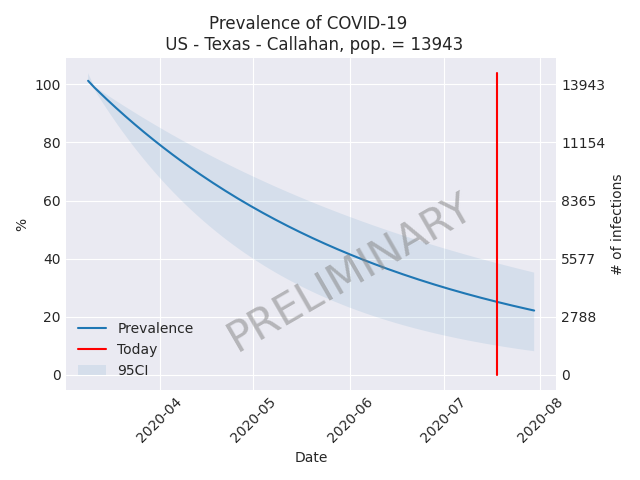 Prevalence of COVID-19
US - Texas - Callahan, pop. = 13943
100
80
60
40
20
0
%
13943
11154
8365
5577
2788
0
# of infections
PRELIMINARY
Prevalence
Today
95CI
2020-04
2020-05
2020-06
2020-07
2020-08
Date